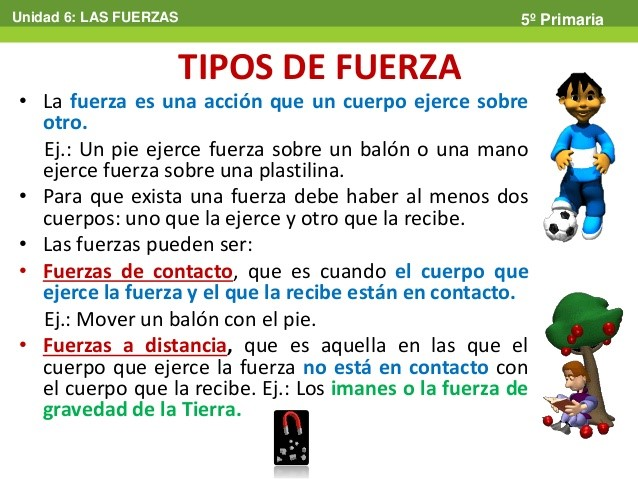 Unidad 6: LAS FUERZAS
5º Primaria
TIPOS DE FUERZA
• La fuerza es una acción que un cuerpo ejerce sobre
otro.
Ej.: Un pie ejerce fuerza sobre un balón o una mano
ejerce fuerza sobre una plastilina.
• Para que exista una fuerza debe haber al menos dos
cuerpos: uno que la ejerce y otro que la recibe.
• Las fuerzas pueden ser:
• Fuerzas de contacto, que es cuando el cuerpo que
ejerce la fuerza y el que la recibe están en contacto.
Ej.: Mover un balón con el pie.
• Fuerzas a distancia, que es aquella en las que el
cuerpo que ejerce la fuerza no está en contacto con
el cuerpo que la recibe. Ej.: Los imanes o la fuerza de
gravedad de la Tierra.